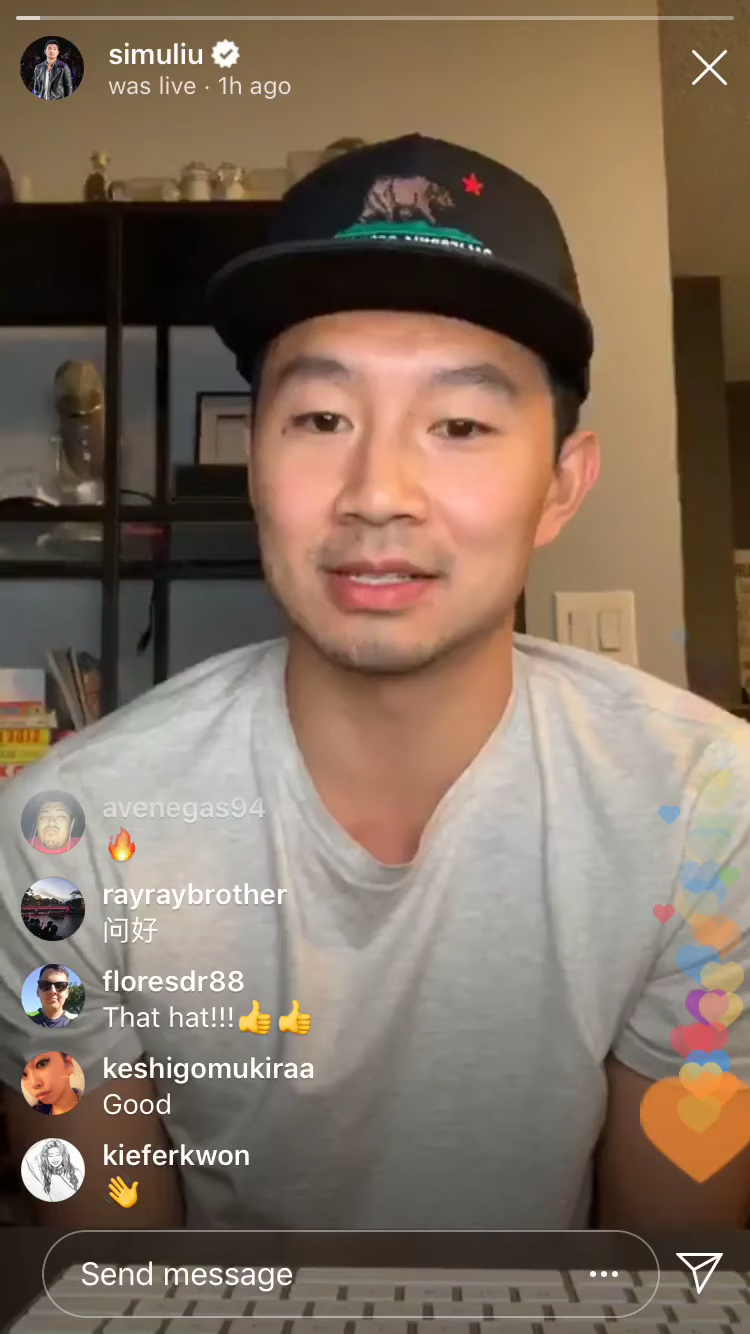 simuliu
was live · 1h ago
avenegas94
🔥
rayraybrother
问好
floresdr88
That hat!!!👍👍
keshigomukiraa
Good
kieferkwon
👋
Send message